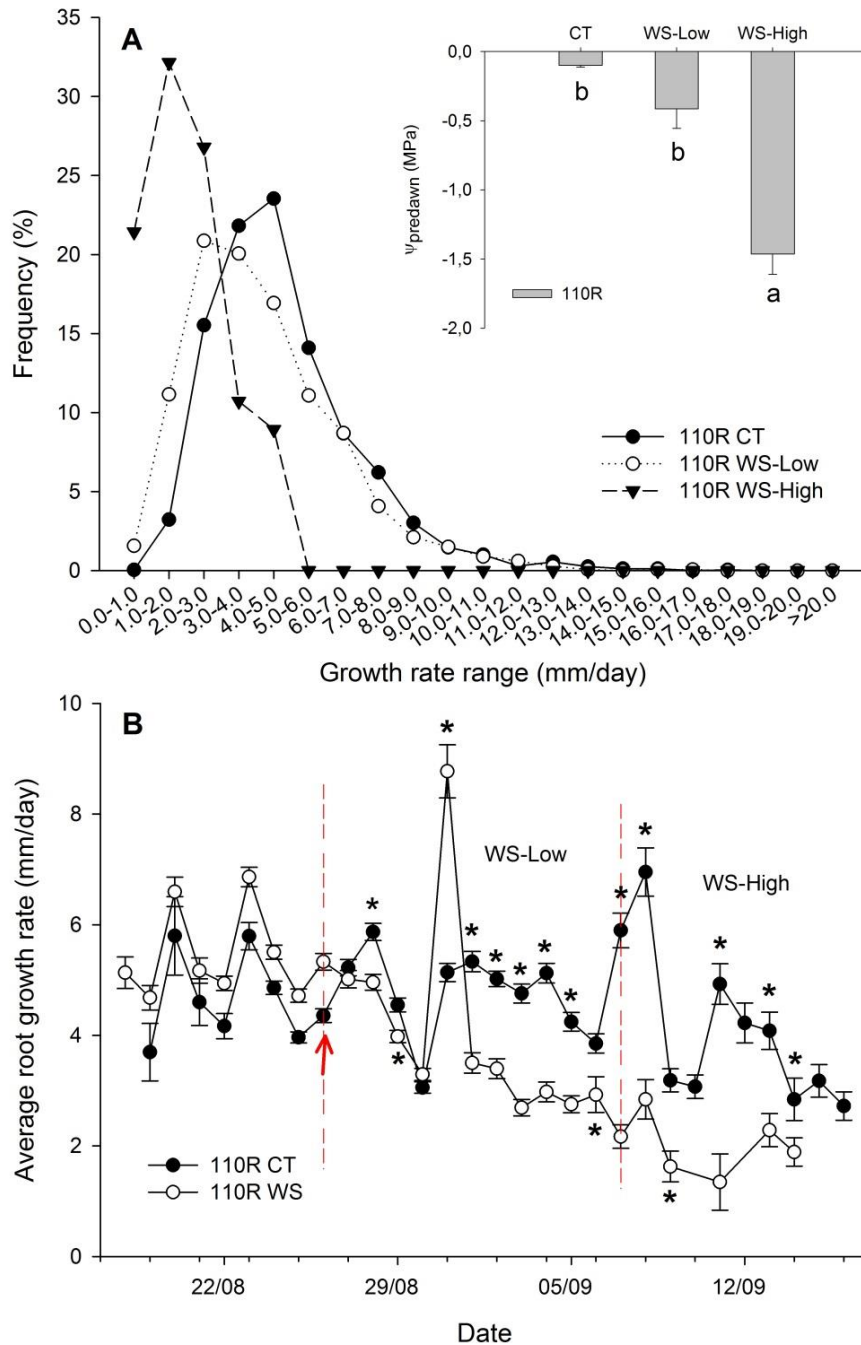 A
35
30
25
20
15
10
5
0
Frequency (%)
CT WS-Low WS-High
0,0
-0,5
-1,0
-1,5
-2,0
Ψpredawn (MPa)
b
b
a
110R
110R CT
110R WS-Low
110R WS-High
0.0-1.0
1.0-2.0
2.0-3.0
3.0-4.0
4.0-5.0
5.0-6.0
6.0-7.0
7.0-8.0
8.0-9.0
9.0-10.0
10.0-11.0
11.0-12.0
12.0-13.0
13.0-14.0
14.0-15.0
15.0-16.0
16.0-17.0
17.0-18.0
18.0-19.0
19.0-20.0
>20.0
Growth rate range (mm/day)
B
10
8
6
4
2
0
Average root growth rate (mm/day)
* * * * * * * * * * * * * * * *
WS-Low
WS-High
110R CT
110R WS
22/08 29/08 05/09 12/09
Date